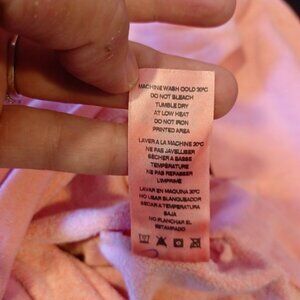 MACHINE WASH COLD 30°C
DO NOT BLEACH
TUMBLE DRY
AT LOW HEAT
DO NOT IRON
PRINTED AREA
LAVER A LA MACHINE 30°C
NE PAS JAVELLISER
SECHER A BASSE
TEMPÉRATURE
NE PAS REPASSER
L'IMPRIME
LAVAR EN MAQUINA 30°C
NO USAR BLANQUEADOR
SECAR A TEMPERATURA
BAJA
NO PLANCHAR EL
ESTAMPADO